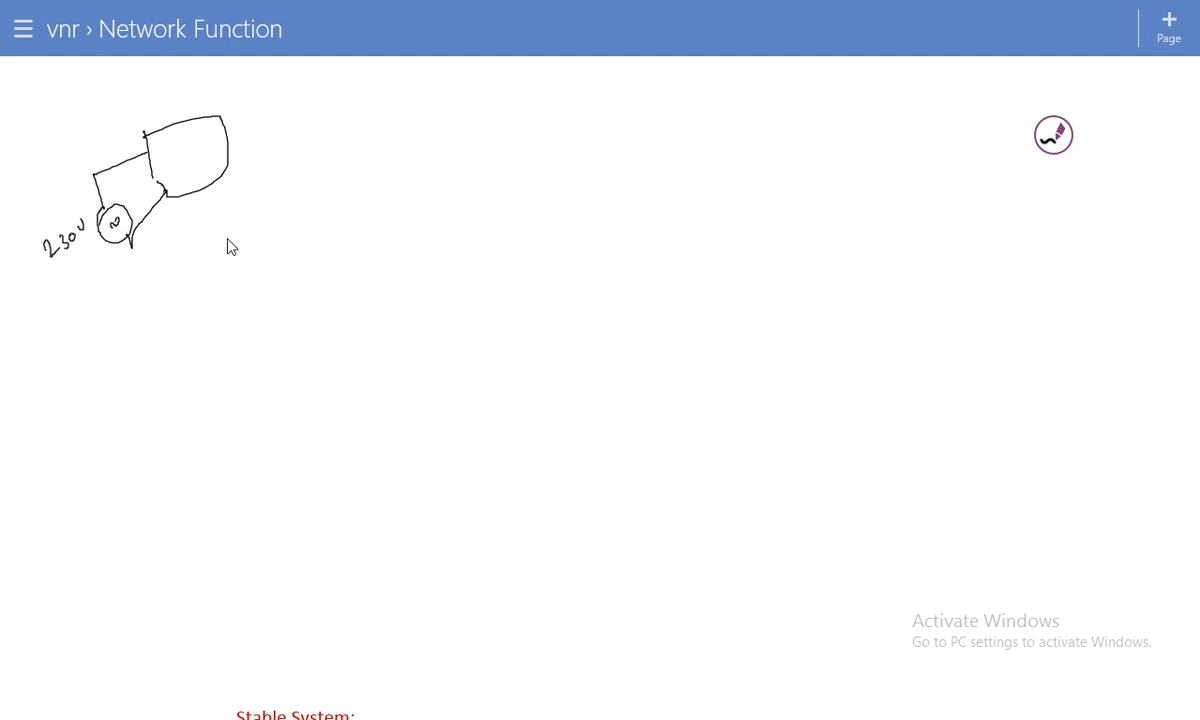 vnr › Network Function
Page
230V
Activate Windows
Go to PC settings to activate Windows.
Stable System: